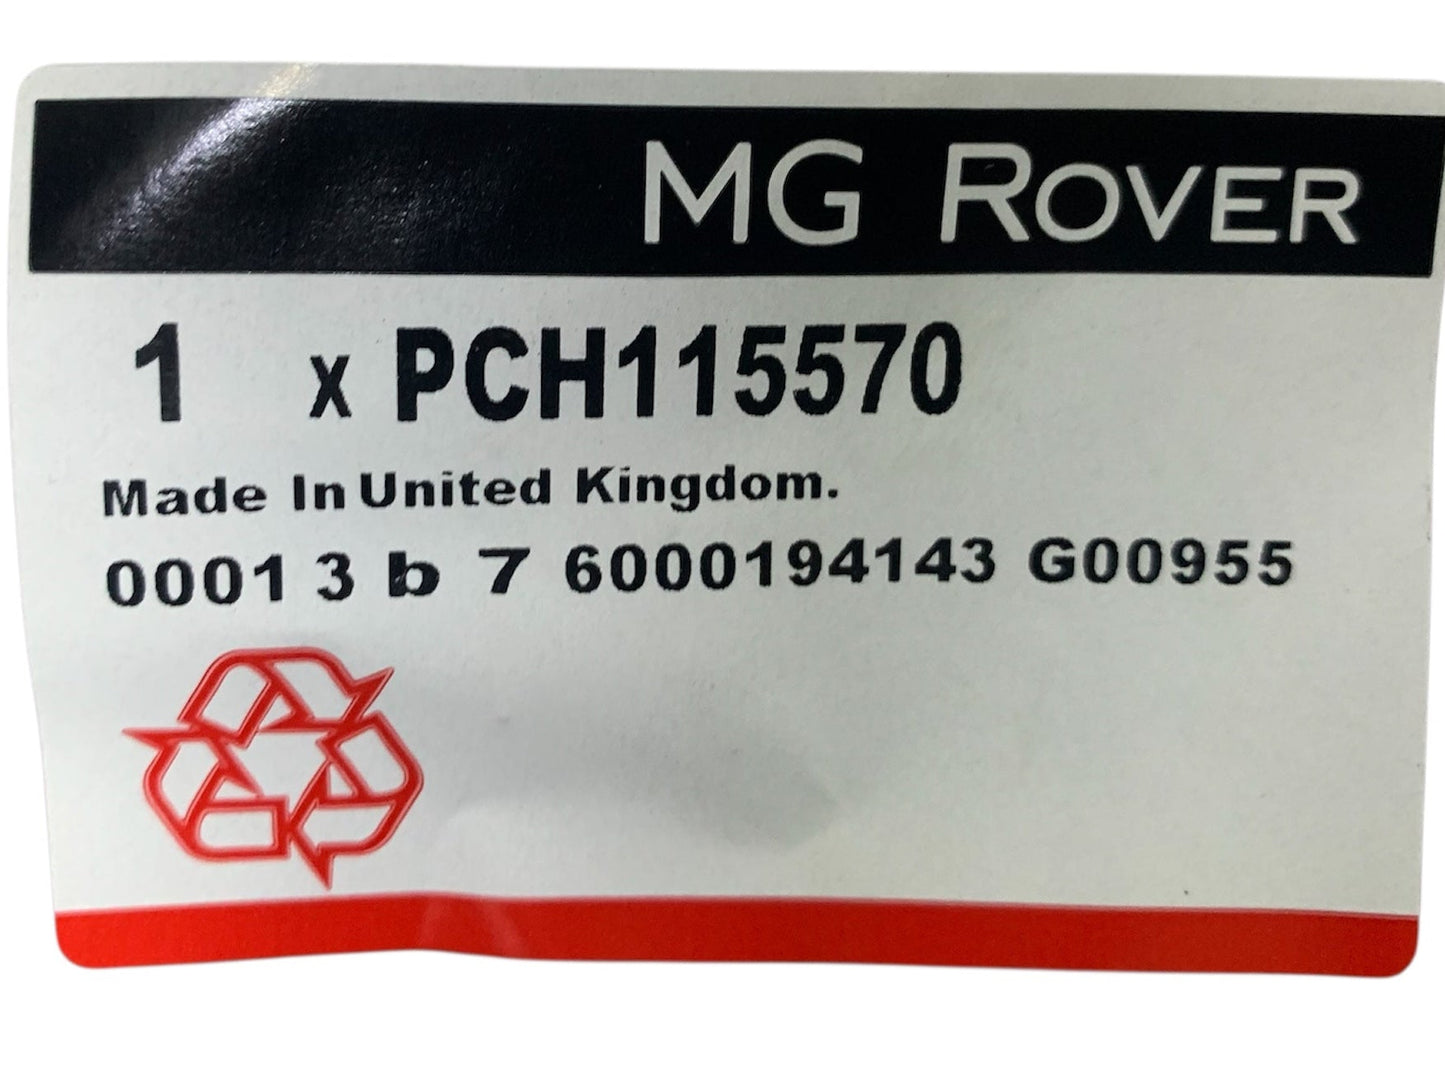 MG ROVER
1 x PCH115570
Made In United Kingdom.
0001 3 b 7 6000194143 G00955